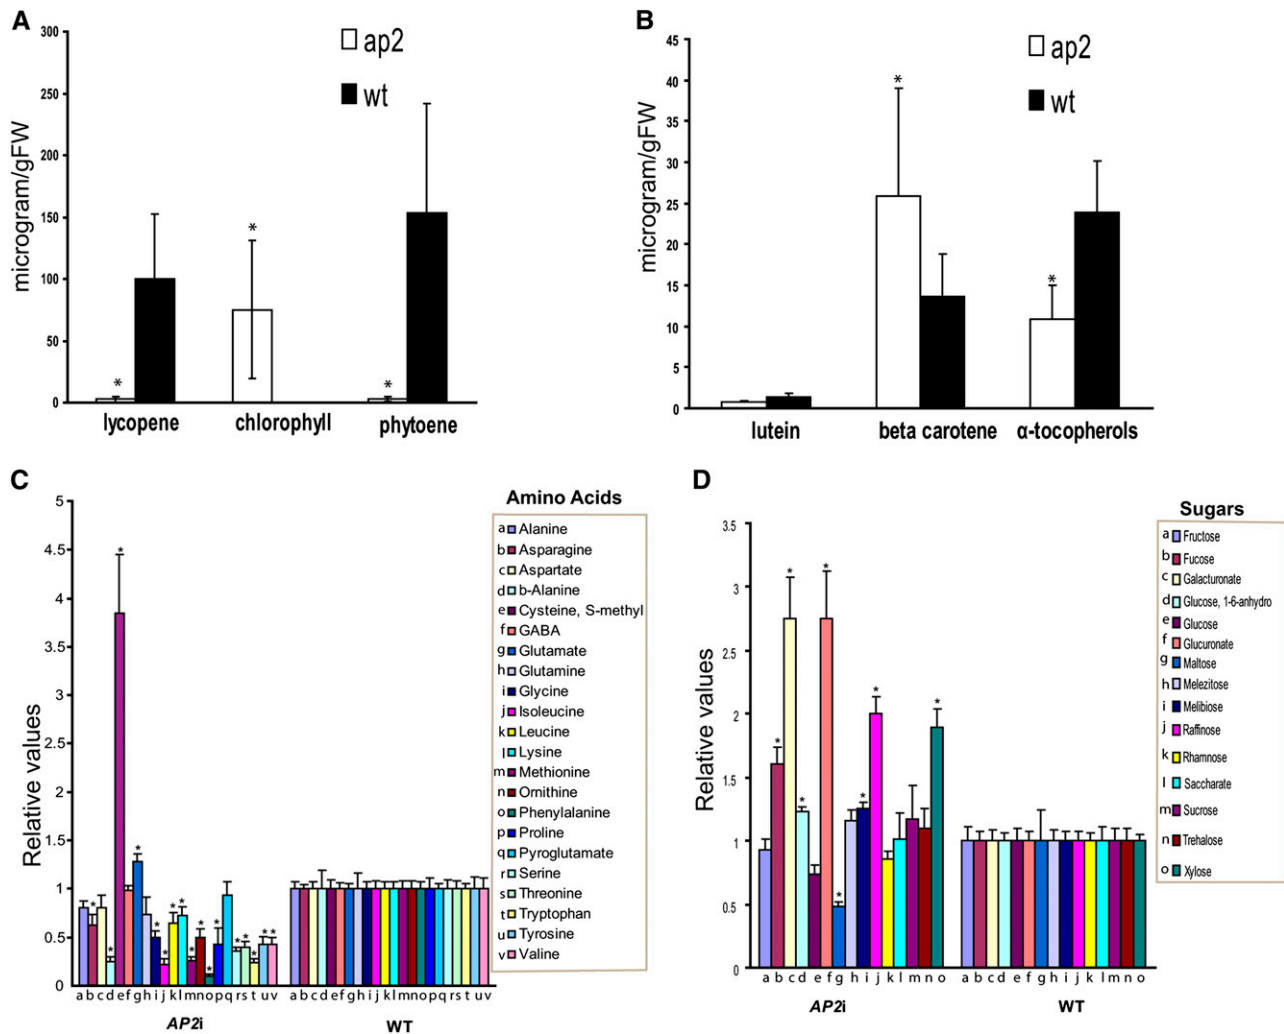 A
300
250
200
150
100
50
0
microgram/gFW
ap2
wt
*
*
*
lycopene chlorophyll phytoene
B
45
40
35
30
25
20
15
10
5
0
microgram/gFW
ap2
wt
*
*
lutein beta carotene α-tocopherols
C
5
4.5
4
3.5
3
2.5
2
1.5
1
0.5
0
Relative values
* * * * * * * * * * * * * * * * *
a b c d e f g h i j k l m n o p q r s t u v
a b c d e f g h i j k l m n o p q r s t u v
AP2i WT
Amino Acids
a Alanine
b Asparagine
c Aspartate
d b-Alanine
e Cysteine, S-methyl
f GABA
g Glutamate
h Glutamine
i Glycine
j Isoleucine
k Leucine
l Lysine
m Methionine
n Ornithine
o Phenylalanine
p Proline
q Pyroglutamate
r Serine
s Threonine
t Tryptophan
u Tyrosine
v Valine
D
3.5
3
2.5
2
1.5
1
0.5
0
Relative values
* * * * * * * *
a b c d e f g h i j k l m n o
a b c d e f g h i j k l m n o
AP2i WT
Sugars
a Fructose
b Fucose
c Galacturonate
d Glucose, 1-6-anhydro
e Glucose
f Glucuronate
g Maltose
h Melezitose
i Melibiose
j Raffinose
k Rhamnose
l Saccharate
m Sucrose
n Trehalose
o Xylose